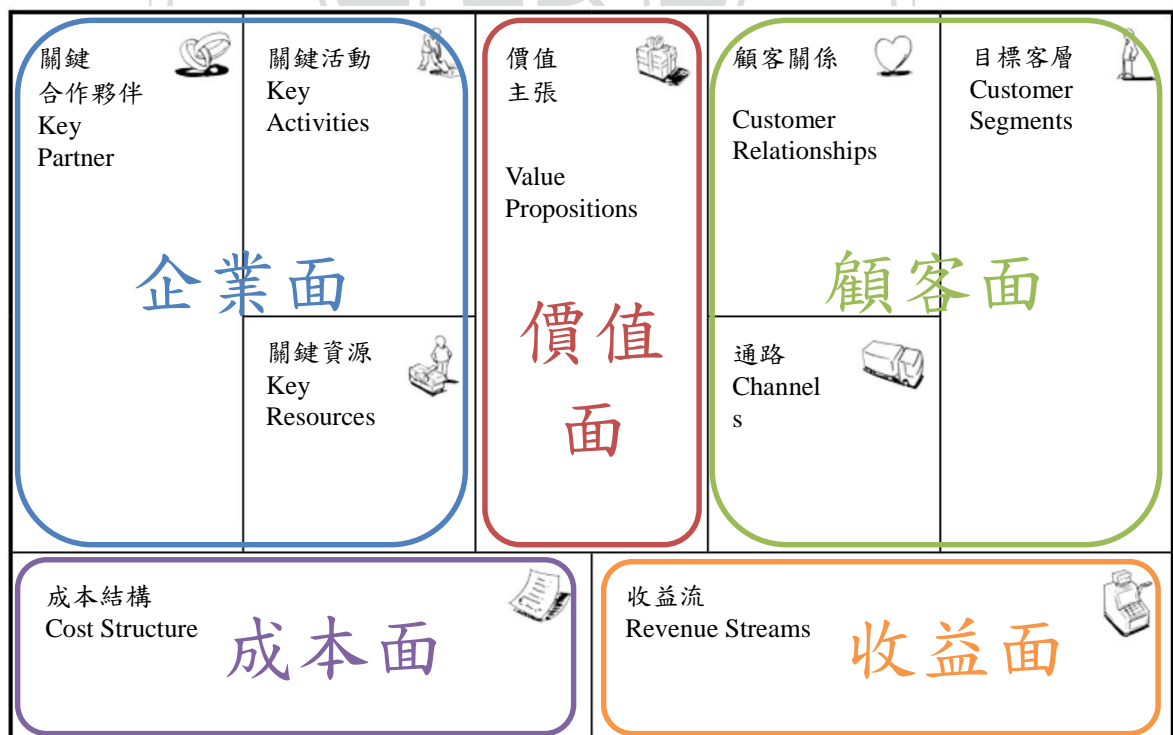 關鍵
合作夥伴
Key
Partner
關鍵活動
Key
Activities
價值
主張
Value
Propositions
顧客關係
Customer
Relationships
目標客層
Customer
Segments
企業面
價值
面
顧客面
關鍵資源
Key
Resources
通路
Channel
s
成本結構
Cost Structure
成本面
收益流
Revenue Streams
收益面